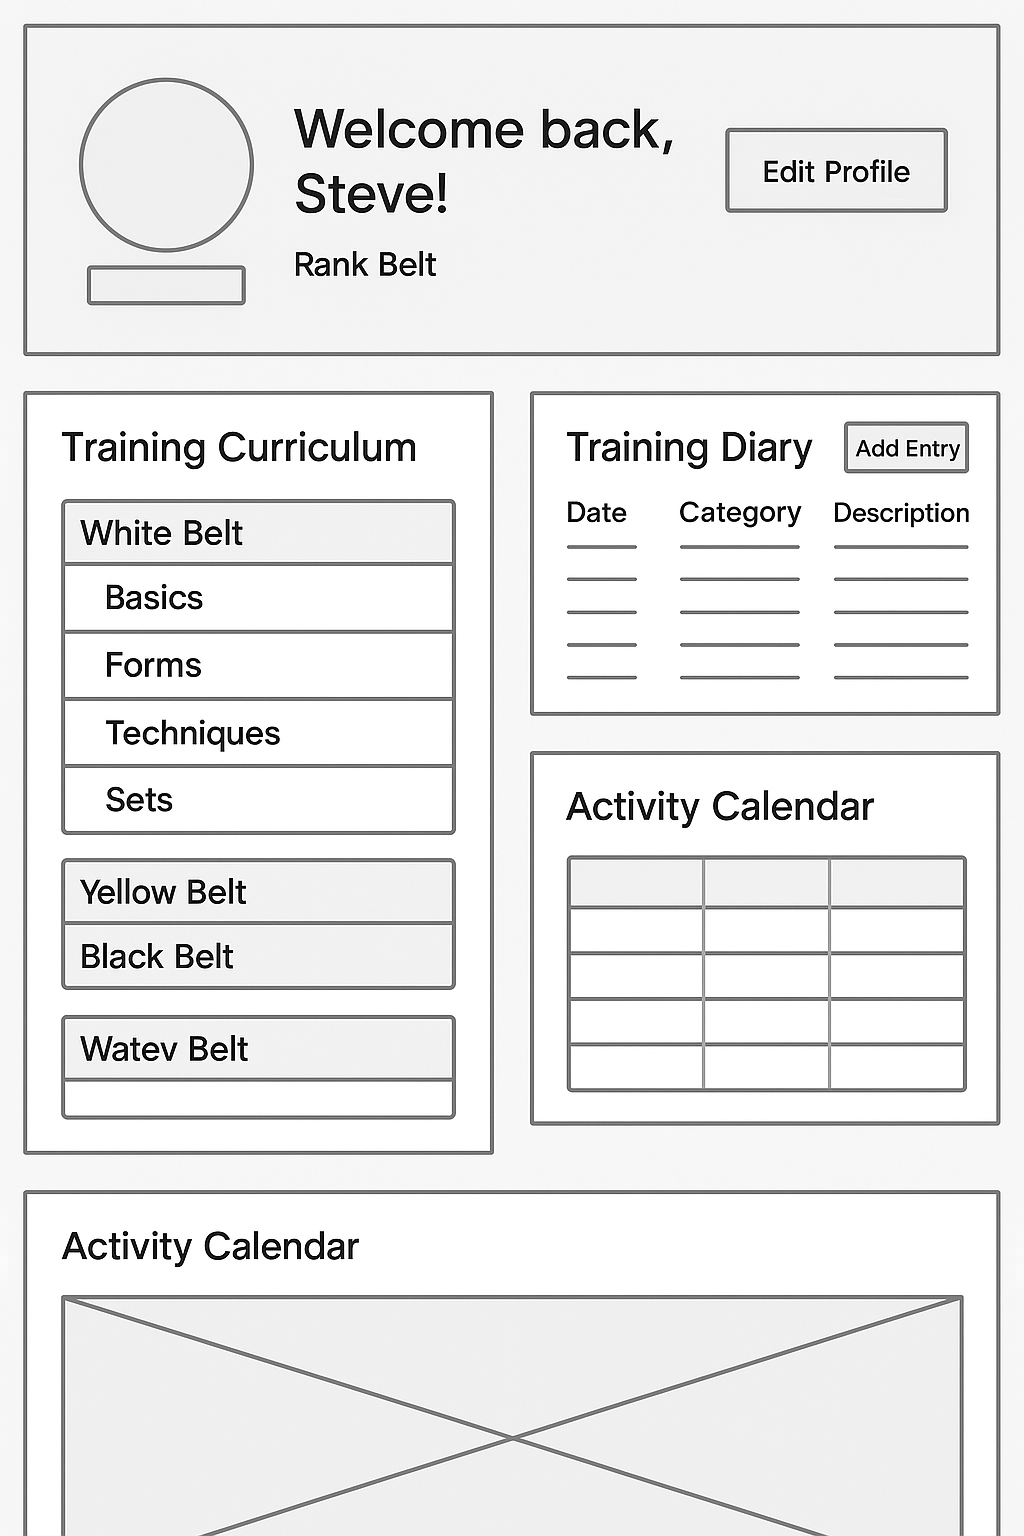 Welcome back,
Steve!
Rank Belt
Edit Profile
Training Curriculum
White Belt
Basics
Forms
Techniques
Sets
Yellow Belt
Black Belt
Watev Belt
Training Diary
Add Entry
Date Category Description
Activity Calendar
Activity Calendar